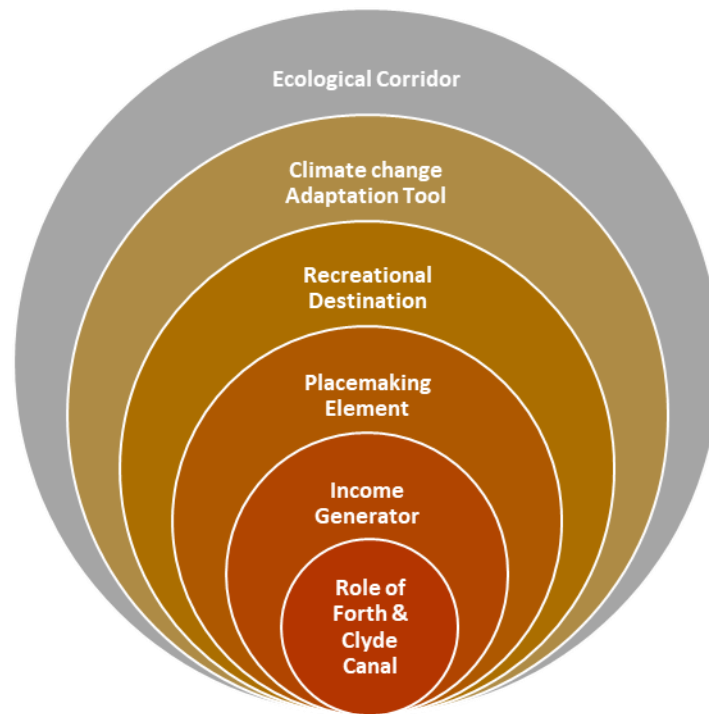 Ecological Corridor
Climate change
Adaptation Tool
Recreational
Destination
Placemaking
Element
Income
Generator
Role of
Forth &
Clyde
Canal